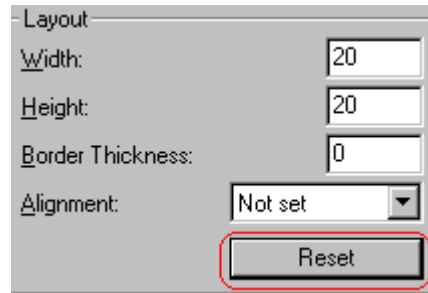 Layout
Width: 20
Height: 20
Border Thickness: 0
Alignment: Not set
Reset